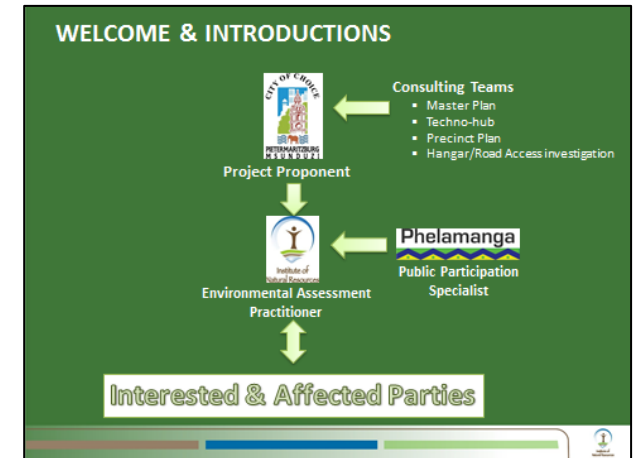 WELCOME & INTRODUCTIONS
CITY OF CHOICE
PIETERMARITZBURG
MSUNDUZI
Project Proponent
Consulting Teams
▪ Master Plan
▪ Techno-hub
▪ Precinct Plan
▪ Hangar/Road Access investigation
Institute of
Natural Resources
Environmental Assessment
Practitioner
Phelamanga
Public Participation
Specialist
Interested & Affected Parties